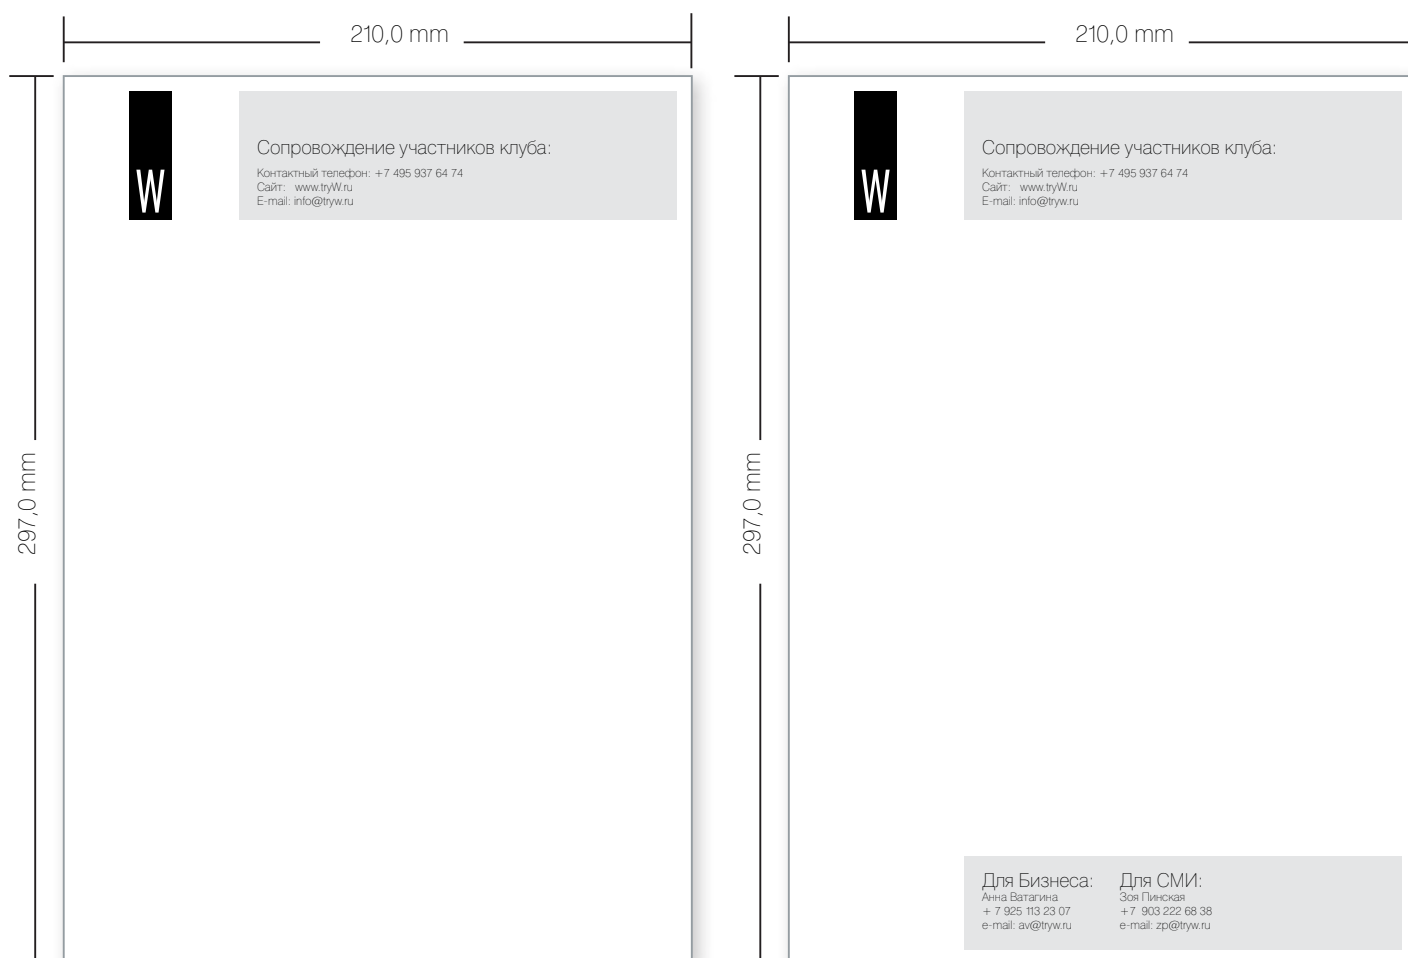 210,0 mm
297,0 mm
W
Сопровождение участников клуба:
Контактный телефон: +7 495 937 64 74
Сайт: www.tryW.ru
E-mail: info@tryw.ru
210,0 mm
297,0 mm
W
Сопровождение участников клуба:
Контактный телефон: +7 495 937 64 74
Сайт: www.tryW.ru
E-mail: info@tryw.ru
Для Бизнеса:
Анна Ватагина
+ 7 925 113 23 07
e-mail: av@tryw.ru
Для СМИ:
Зоя Пинская
+7 903 222 68 38
e-mail: zp@tryw.ru